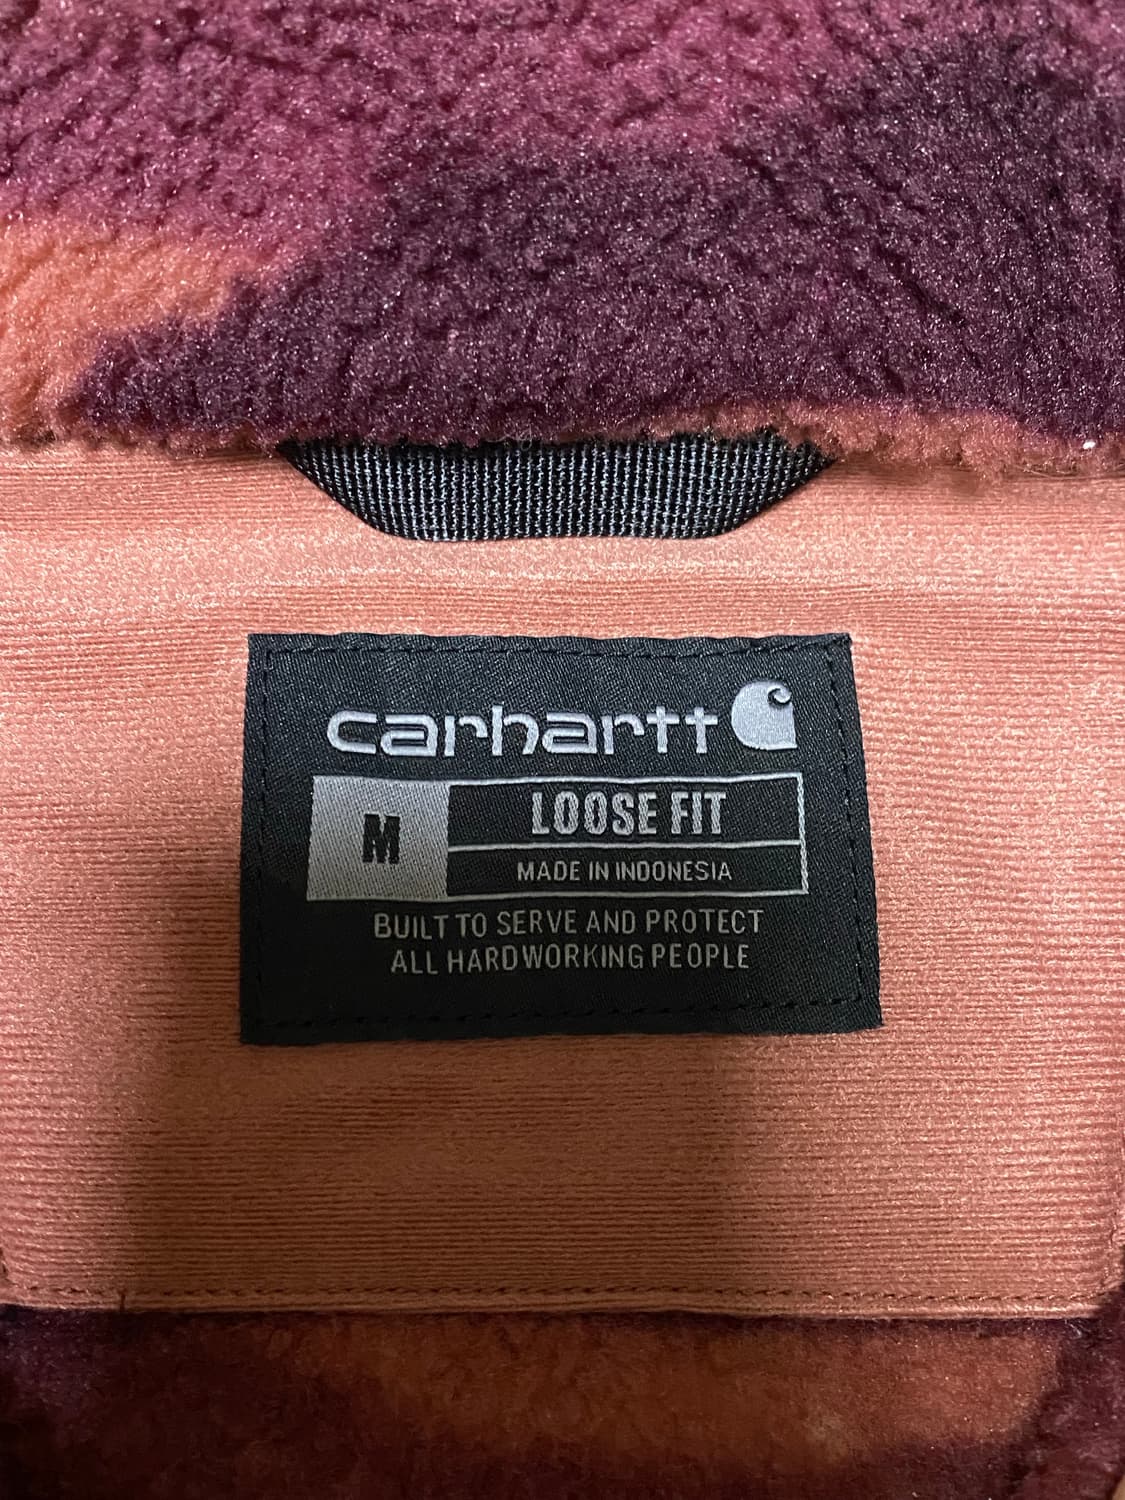 carhartt
M
LOOSE FIT
MADE IN INDONESIA
BUILT TO SERVE AND PROTECT
ALL HARDWORKING PEOPLE